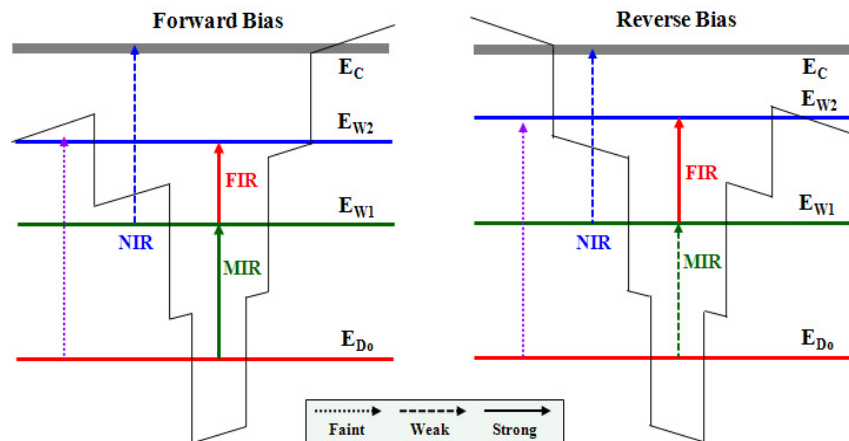 Forward Bias
E_C
E_W2
FIR
E_W1
NIR
MIR
E_Do
Reverse Bias
E_C
E_W2
FIR
E_W1
NIR
MIR
E_Do
Faint Weak Strong